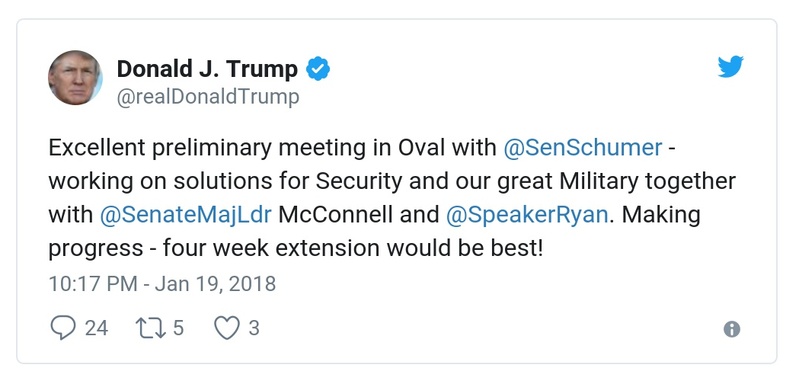 Donald J. Trump
@realDonaldTrump
Excellent preliminary meeting in Oval with @SenSchumer -
working on solutions for Security and our great Military together
with @SenateMajLdr McConnell and @SpeakerRyan. Making
progress - four week extension would be best!
10:17 PM - Jan 19, 2018
24 5 3